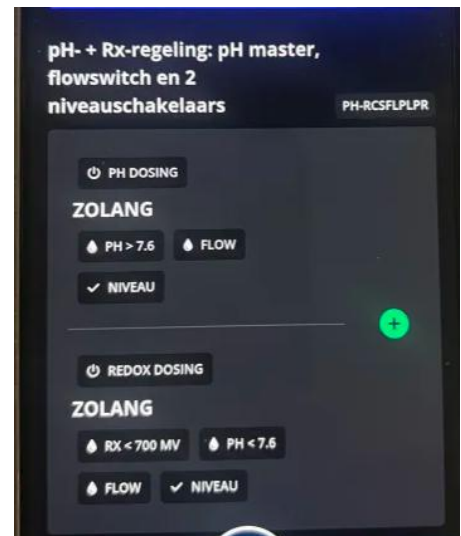 pH- + Rx-regeling: pH master,
flowswitch en 2
niveauschakelaars PH-RCSFLPLPR
PH DOSING
ZOLANG
PH > 7.6 FLOW
NIVEAU
+
REDOX DOSING
ZOLANG
RX < 700 MV PH < 7.6
FLOW NIVEAU